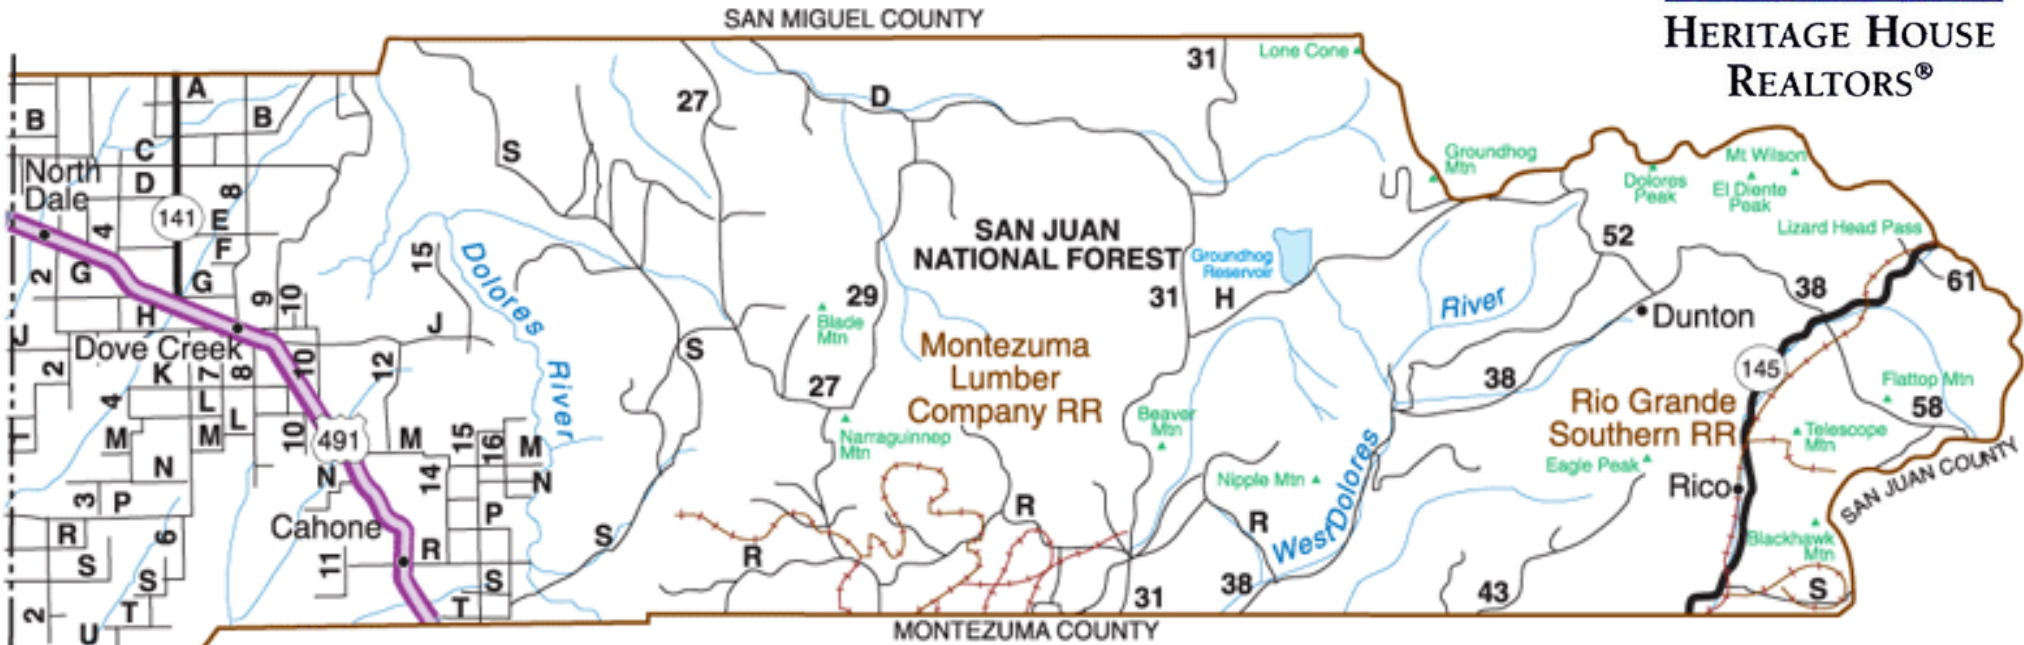 SAN MIGUEL COUNTY
HERITAGE HOUSE
REALTORS®
Lone Cone
31
A
B
B
27
D
C
S
Groundhog
Mtn
Mt Wilson
North
Dale
D
8
Dolores
Peak
El Diente
Peak
141
E
4
F
SAN JUAN
NATIONAL FOREST
Lizard Head Pass
52
15
Dolores
River
Groundhog
Reservoir
2
G
G
9
10
29
31
H
River
38
61
H
J
J
Blade
Mtn
Dunton
Dove Creek
10
12
S
Montezuma
Lumber
Company RR
145
2
K
7
8
27
38
Flattop Mtn
4
L
L
Rio Grande
Southern RR
58
T
M
M
10
491
M
15
16
M
Narraguinnep
Mtn
Beaver
Mtn
Telescope
Mtn
N
N
14
N
Eagle Peak
Nipple Mtn
West Dolores
Rico
SAN JUAN COUNTY
3
P
P
R
R
Cahone
R
6
R
S
R
Blackhawk
Mtn
S
S
11
S
38
31
43
S
2
T
T
U
MONTEZUMA COUNTY